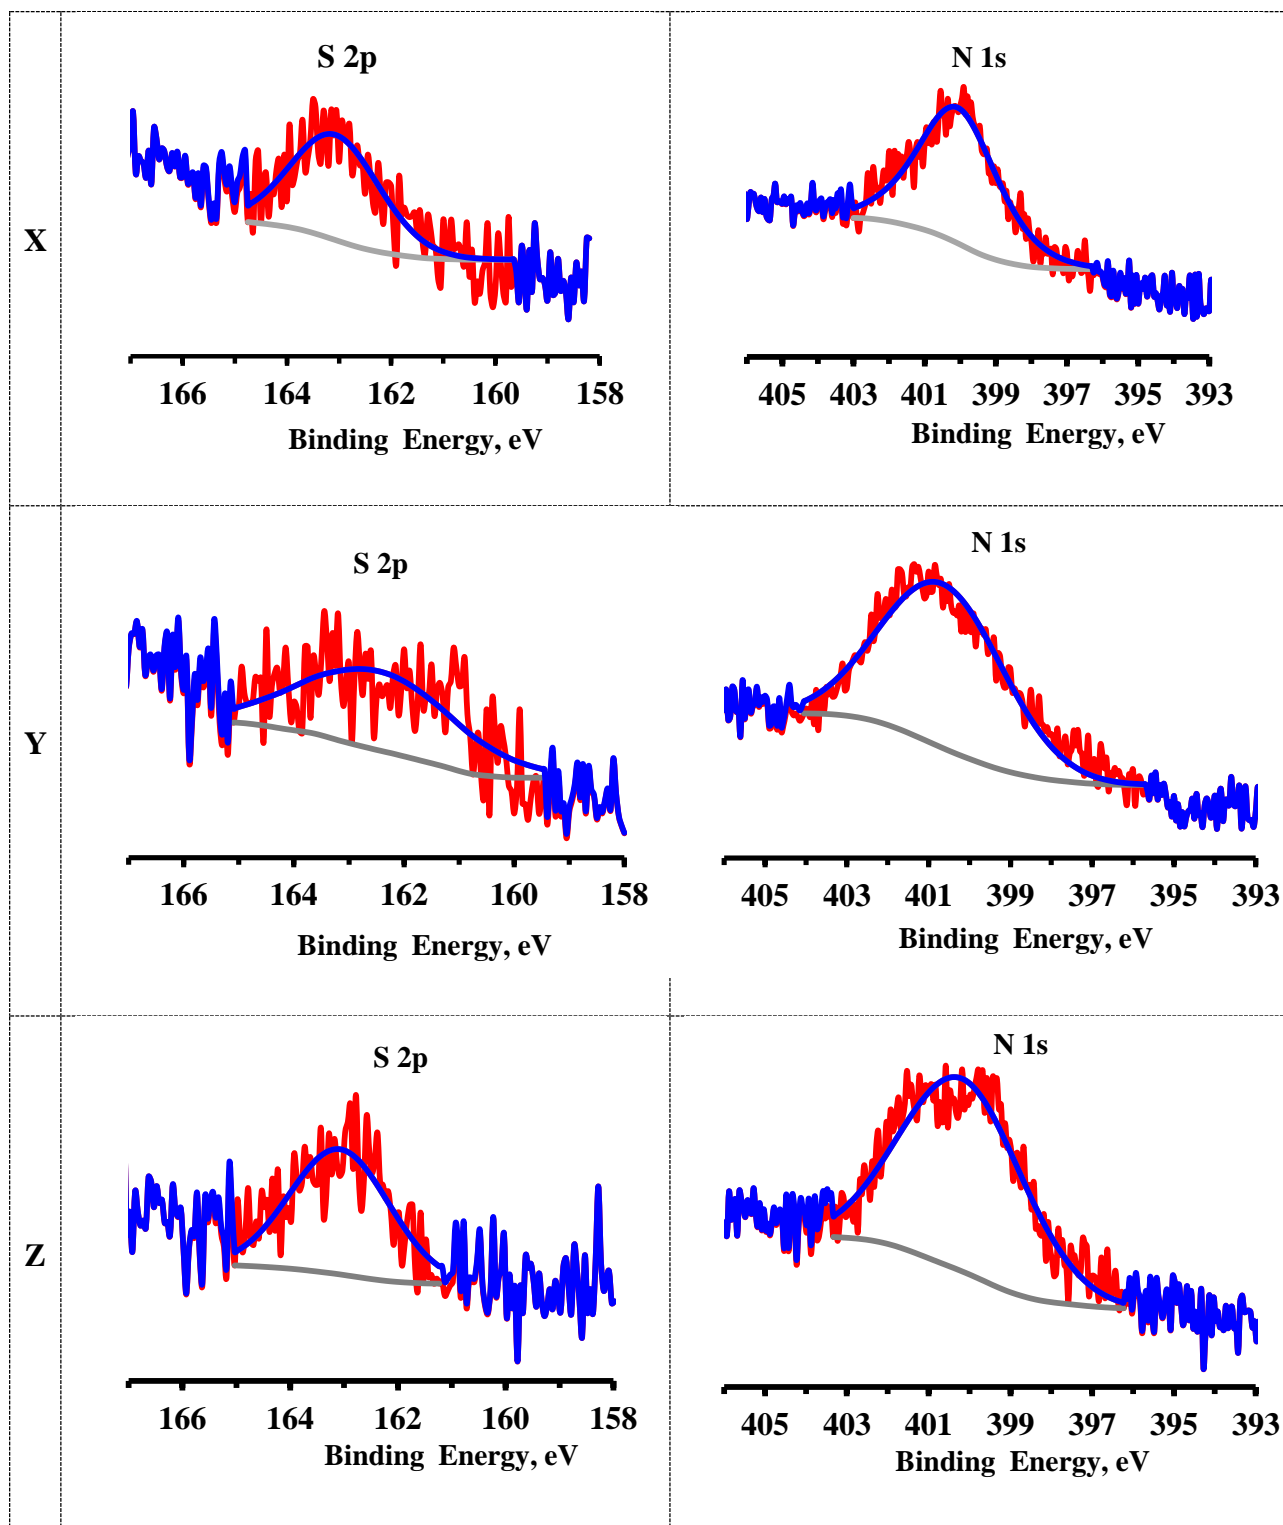 S 2p
N 1s
X
166 164 162 160 158
405 403 401 399 397 395 393
Binding Energy, eV
Binding Energy, eV
S 2p
N 1s
Y
166 164 162 160 158
405 403 401 399 397 395 393
Binding Energy, eV
Binding Energy, eV
S 2p
N 1s
Z
166 164 162 160 158
405 403 401 399 397 395 393
Binding Energy, eV
Binding Energy, eV